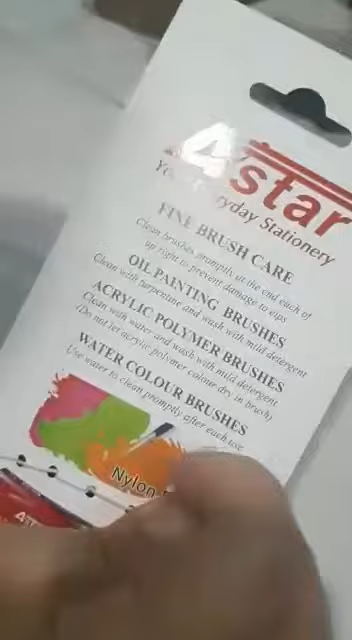 Astar
Your Everyday Stationery
FINE BRUSH CARE
Clean brushes promptly at the end each of
up right to prevent damage to tips
OIL PAINTING BRUSHES
Clean with turpentine and wash with mild detergent
ACRYLIC POLYMER BRUSHES
Clean with water and wash with mild detergent
(Do not let acrylic polymer colour dry in brush)
WATER COLOUR BRUSHES
Use water to clean promptly after each use
Nylon